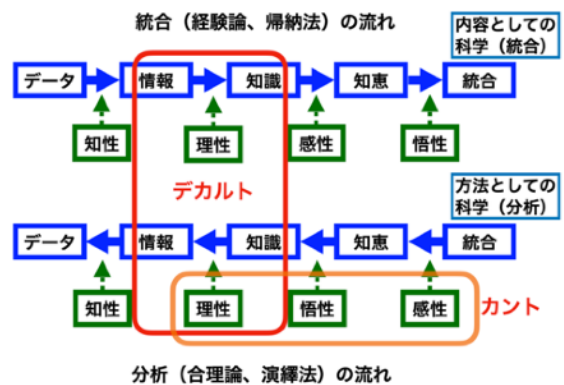 統合（経験論、帰納法）の流れ
内容としての
科学（統合）
データ 情報 知識 知恵 統合
知性 理性 感性 悟性
デカルト
方法としての
科学（分析）
データ 情報 知識 知恵 統合
知性 理性 悟性 感性
カント
分析（合理論、演繹法）の流れ